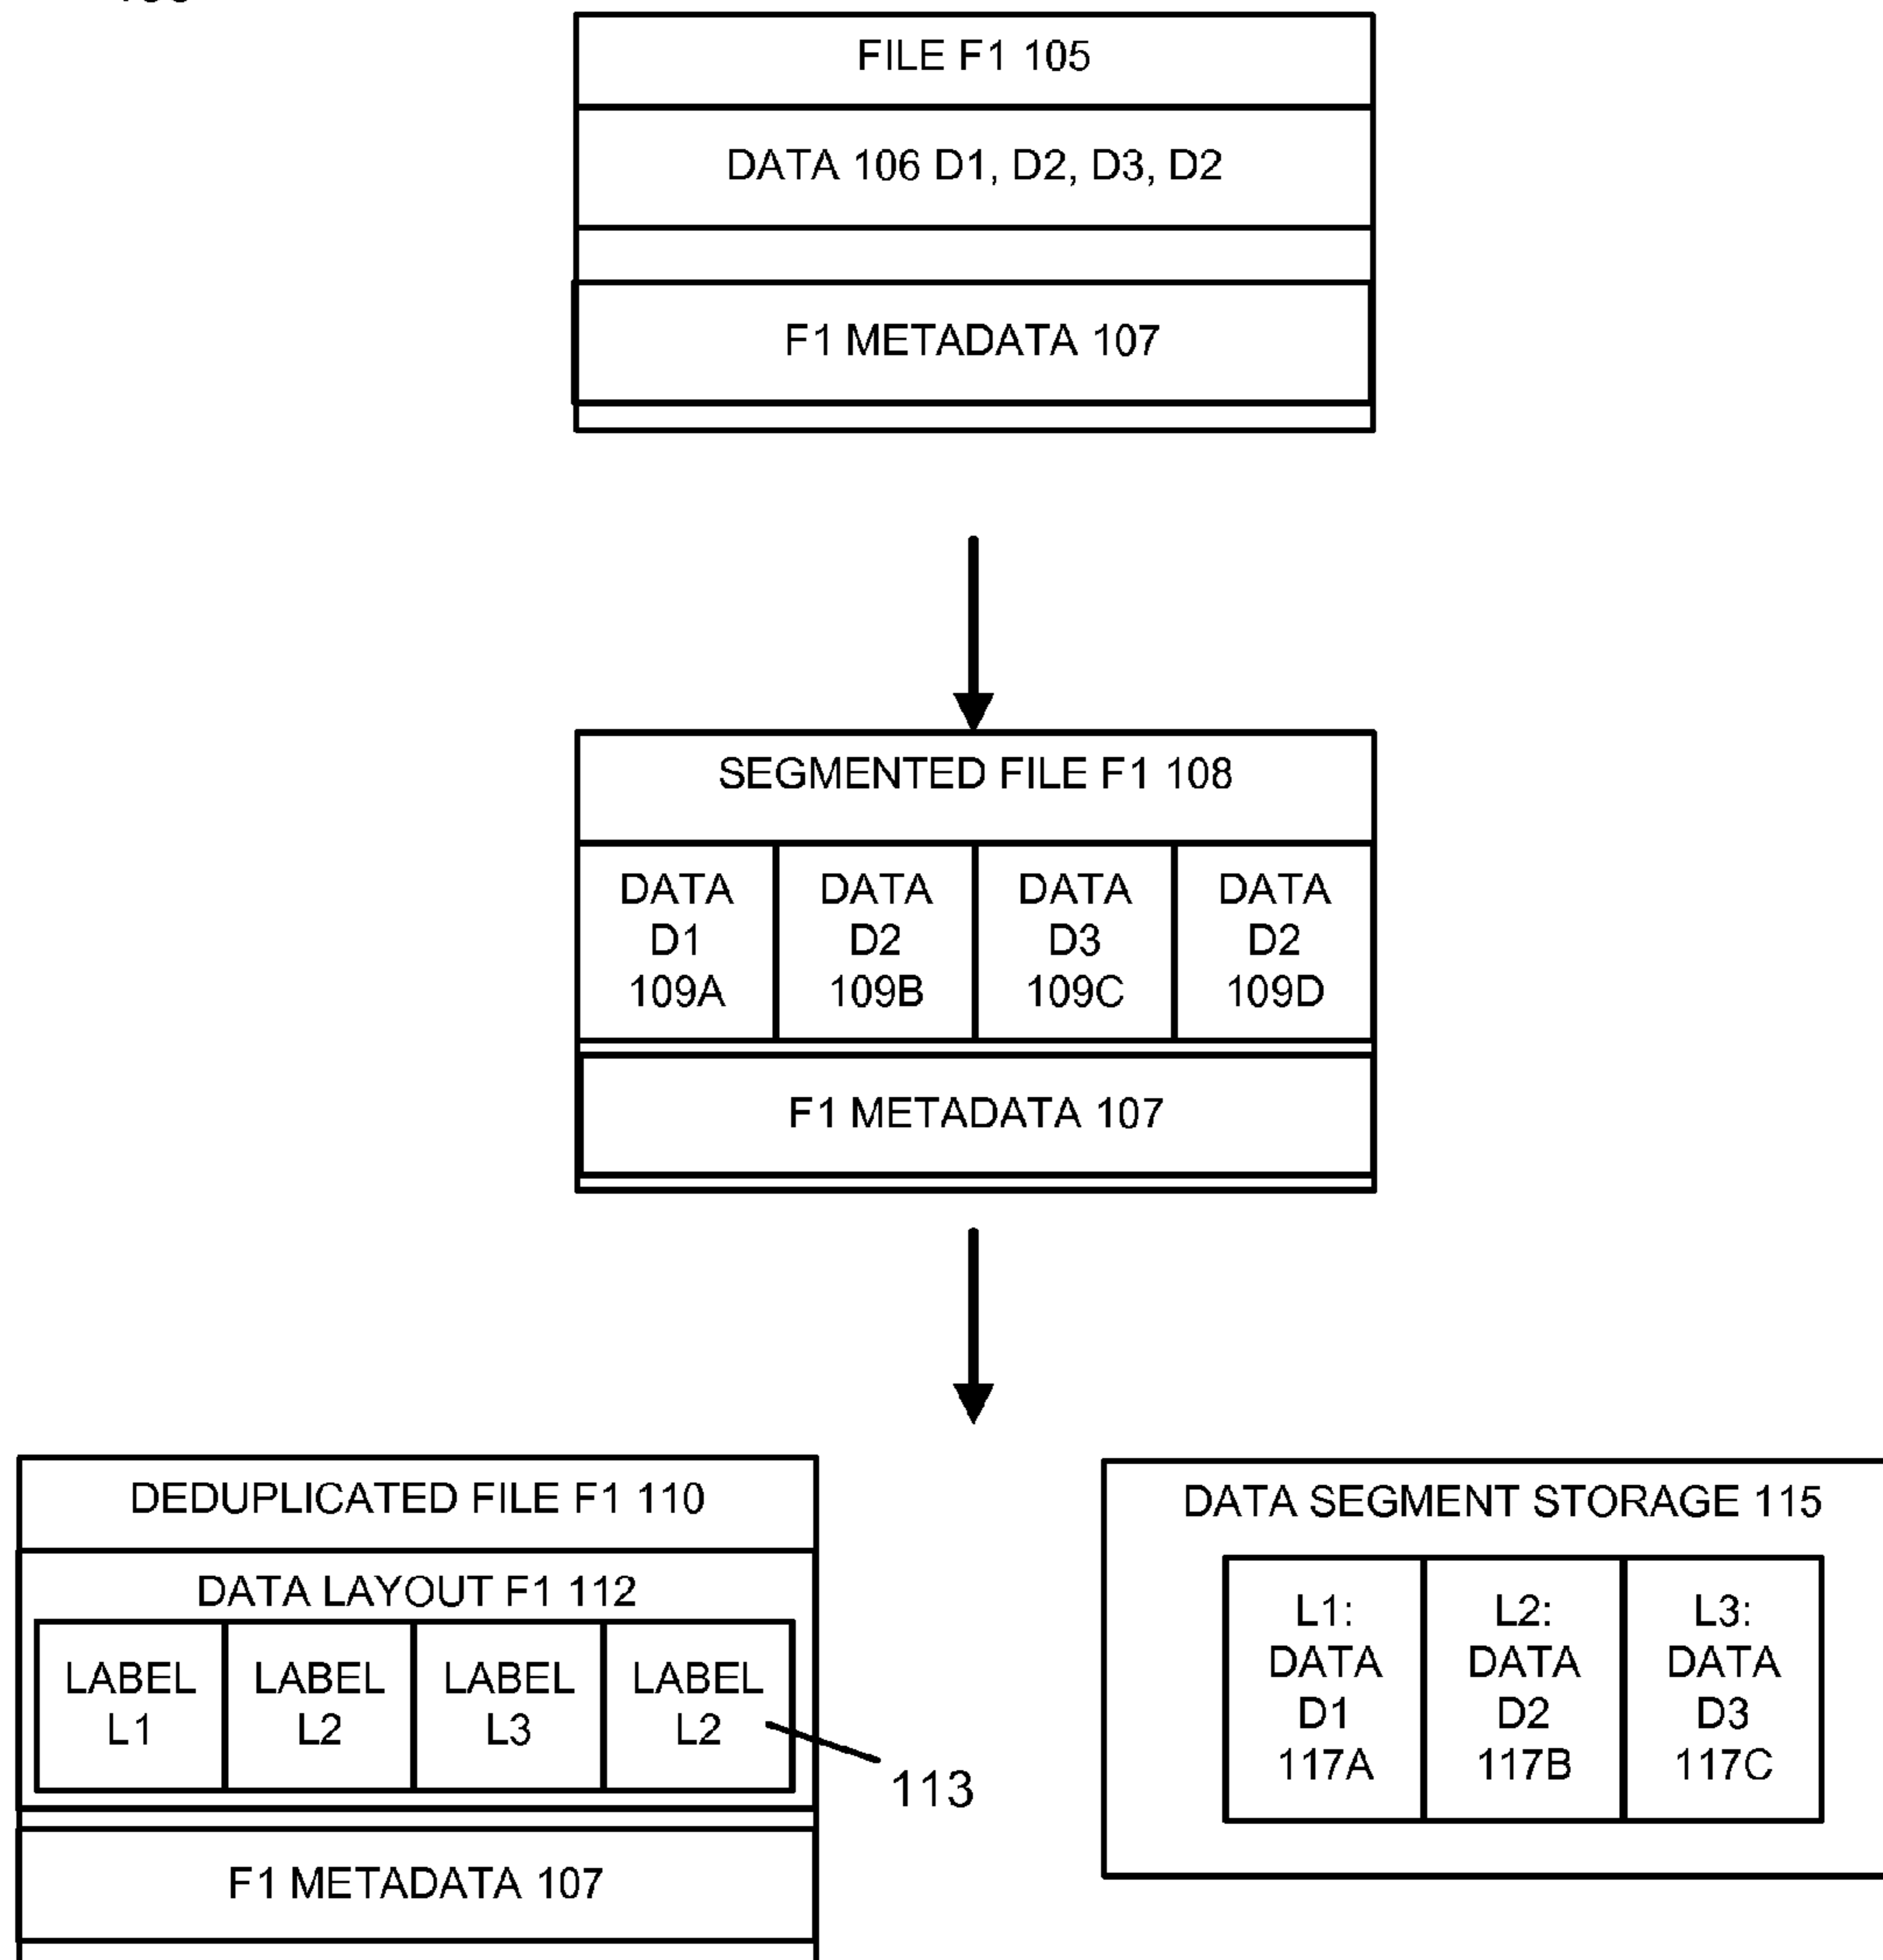 FILE F1 105
DATA 106 D1, D2, D3, D2
F1 METADATA 107
SEGMENTED FILE F1 108
DATA
D1
109A
DATA
D2
109B
DATA
D3
109C
DATA
D2
109D
F1 METADATA 107
DEDUPLICATED FILE F1 110
DATA LAYOUT F1 112
LABEL
L1
LABEL
L2
LABEL
L3
LABEL
L2
113
F1 METADATA 107
DATA SEGMENT STORAGE 115
L1:
DATA
D1
117A
L2:
DATA
D2
117B
L3:
DATA
D3
117C